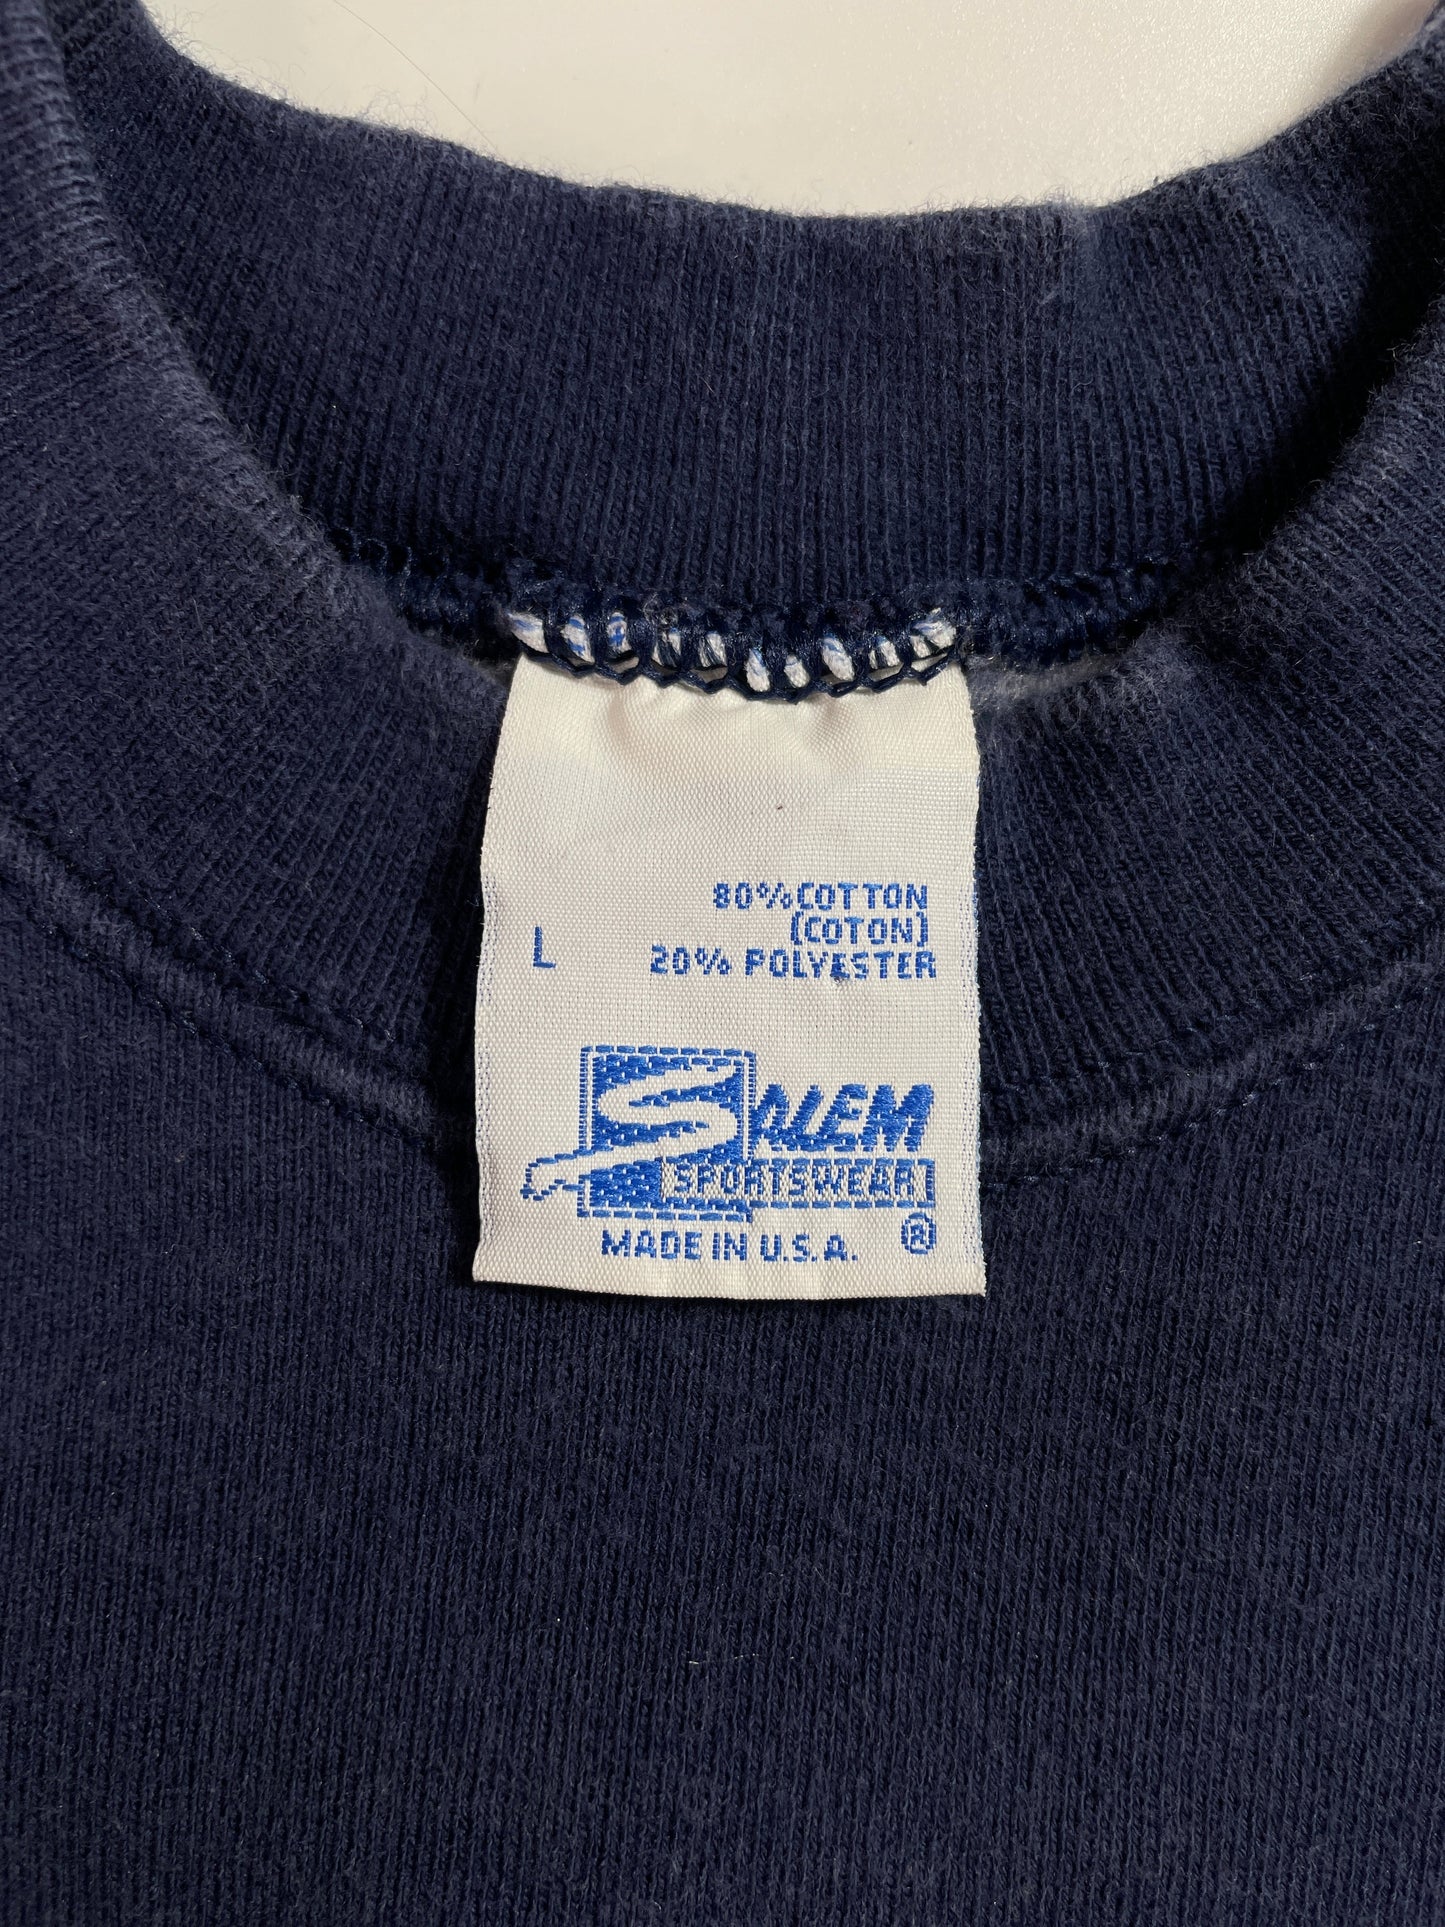 80% COTTON
(COTON)
L
20% POLYESTER
SALEM
SPORTSWEAR
®
MADE IN U.S.A.